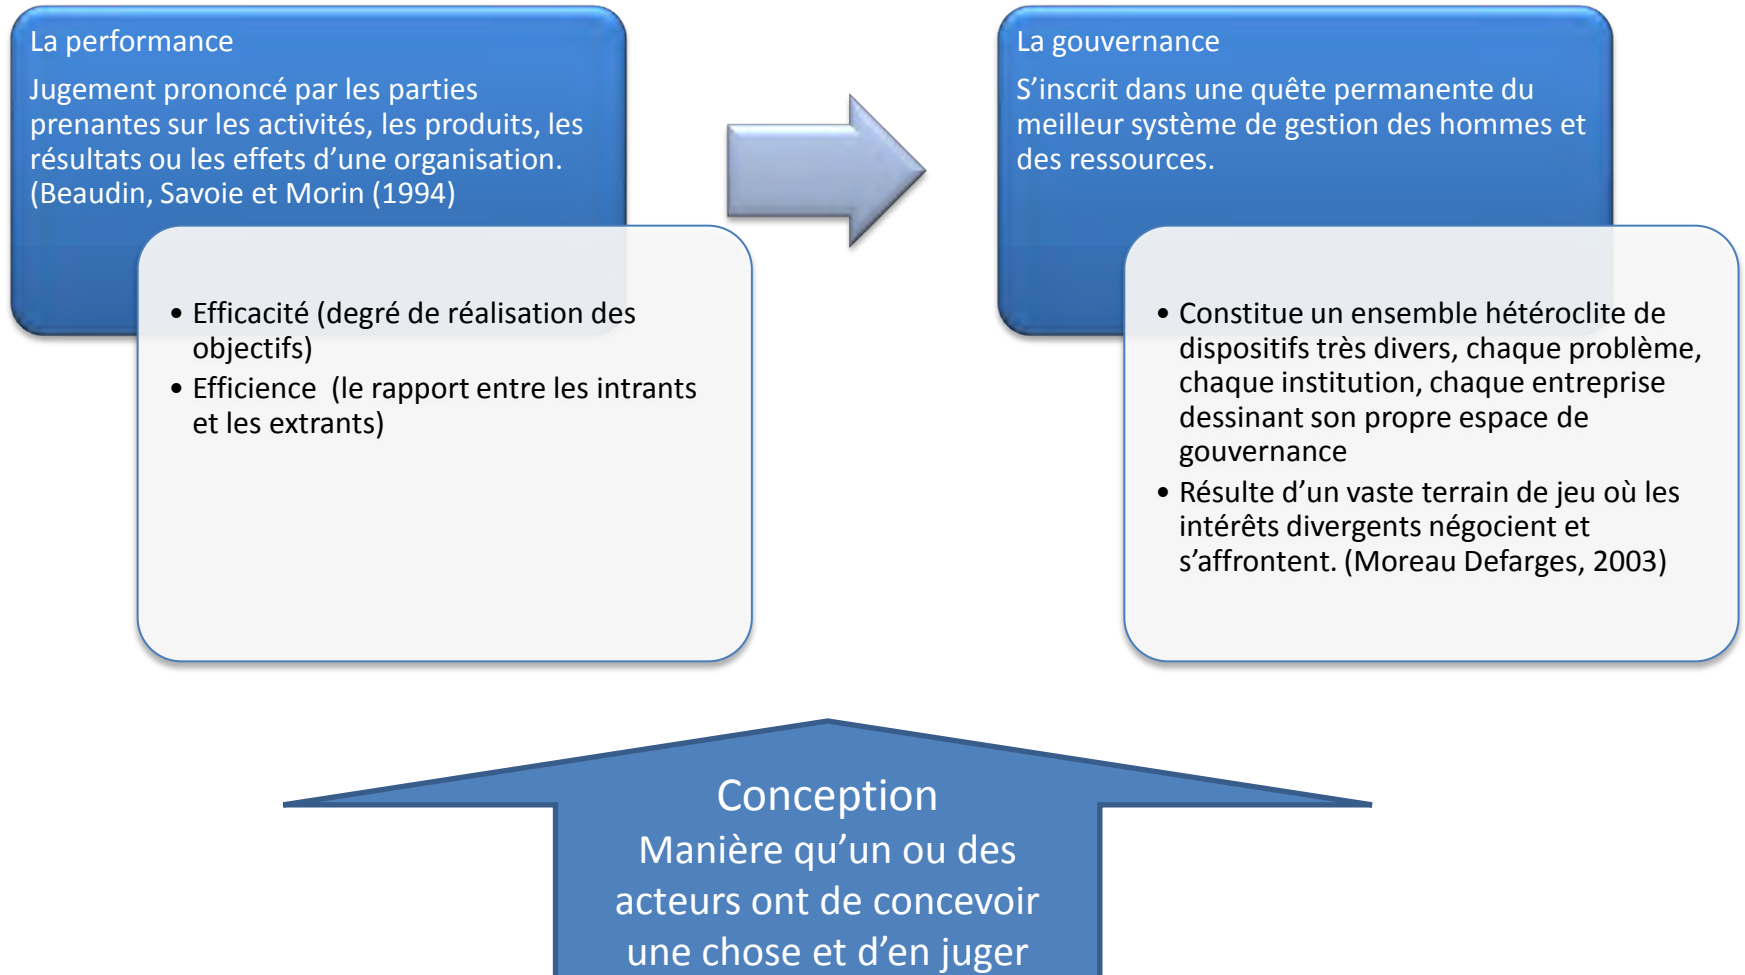 La performance
Jugement prononcé par les parties
prenantes sur les activités, les produits, les
résultats ou les effets d’une organisation.
(Beaudin, Savoie et Morin (1994)
• Efficacité (degré de réalisation des
objectifs)
• Efficience (le rapport entre les intrants
et les extrants)
La gouvernance
S’inscrit dans une quête permanente du
meilleur système de gestion des hommes et
des ressources.
• Constitue un ensemble hétéroclite de
dispositifs très divers, chaque problème,
chaque institution, chaque entreprise
dessinant son propre espace de
gouvernance
• Résulte d’un vaste terrain de jeu où les
intérêts divergents négocient et
s’affrontent. (Moreau Defarges, 2003)
Conception
Manière qu’un ou des
acteurs ont de concevoir
une chose et d’en juger